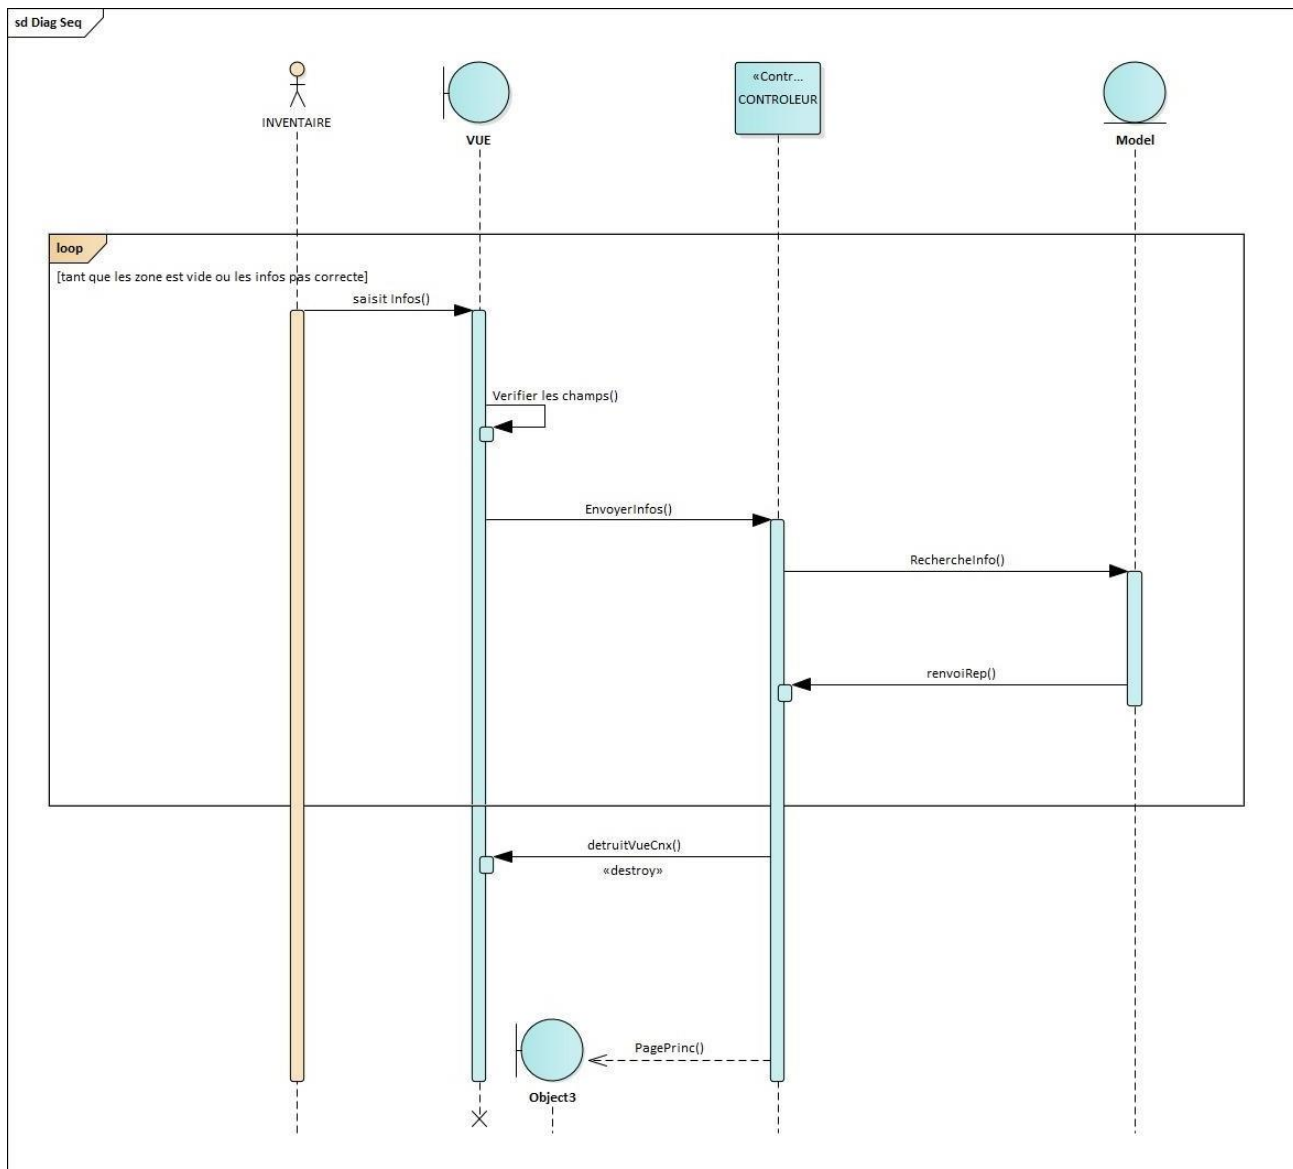 sd Diag Seq
INVENTAIRE
VUE
«Contr...
CONTROLEUR
Model
loop
[tant que les zone est vide ou les infos pas correcte]
saisit Infos()
Verifier les champs()
EnvoyerInfos()
RechercheInfo()
renvoiRep()
detruitVueCnx()
«destroy»
PagePrinc()
Object3